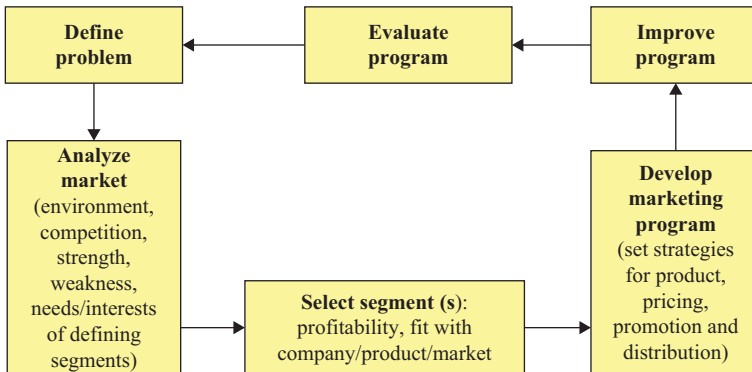 Define
problem
Evaluate
program
Improve
program
Analyze
market
(environment,
competition,
strength,
weakness,
needs/interests
of defining
segments)
Select segment (s):
profitability, fit with
company/product/market
Develop
marketing
program
(set strategies
for product,
pricing,
promotion and
distribution)